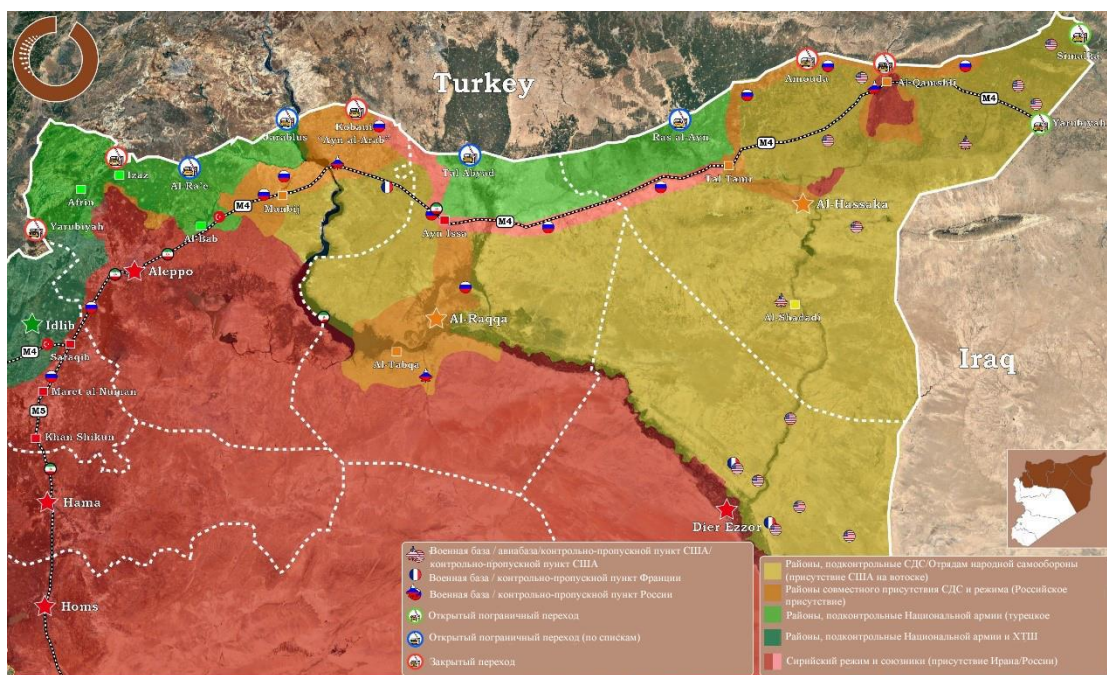 Turkey
Simalka
Amouda
Al-Qamshli
M4
Yarubiyah
Kobani
"Ayn al-Arab"
Jarablus
Ras al-Ayn
M4
Izaz
Al-Ra'e
Tal Abyad
Tal Tamr
Afrin
Manbij
M4
Al-Hassaka
Yarubiyah
Al-Bab
Ayn Issa
M4
Aleppo
Idlib
Al-Raqqa
Al-Shadadi
M4
Saraqib
Al-Tabqa
Iraq
Maret al-Numan
M5
Khan Shikun
Hama
Dier Ezzor
Homs
Военная база / авиабаза/контрольно-пропускной пункт США/
контрольно-пропускной пункт США
Военная база / контрольно-пропускной пункт Франции
Военная база / контрольно-пропускной пункт России
Открытый пограничный переход
Открытый пограничный переход (по спискам)
Закрытый переход
Районы, подконтрольные СДС/Отрядам народной самообороны
(присутствие США на вотоске)
Районы совместного присутствия СДС и режима (Российское
присутствие)
Районы, подконтрольные Национальной армии (турецкое
Районы, подконтрольные Национальной армии и ХТШ
Сирийский режим и союзники (присутствие Ирана/России)